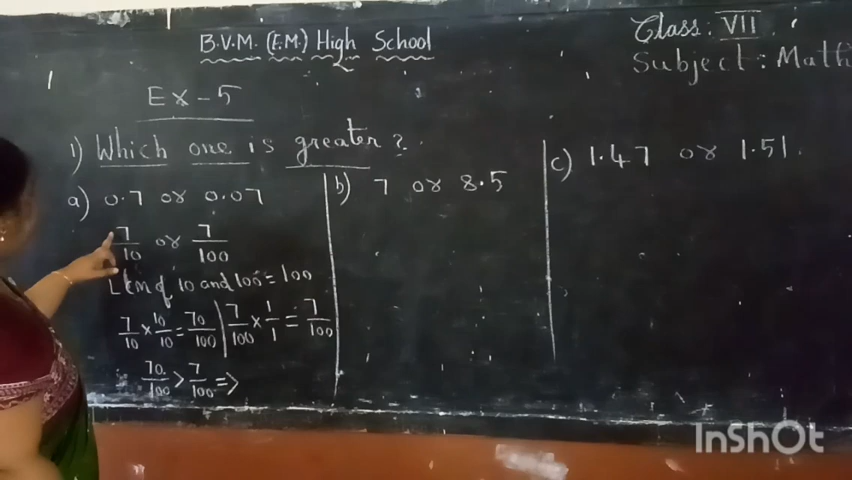 B.V.M. (E.M.) High School
Class: VII
Subject: Math
Ex-5
1) Which one is greater?
a) 0.7 or 0.07
7/10 or 7/100
LCM of 10 and 100 = 100
7/10 × 10/10 = 70/100 | 7/100 × 1/1 = 7/100
70/100 > 7/100 =>
b) 7 or 8.5
c) 1.47 or 1.51.
InShOt